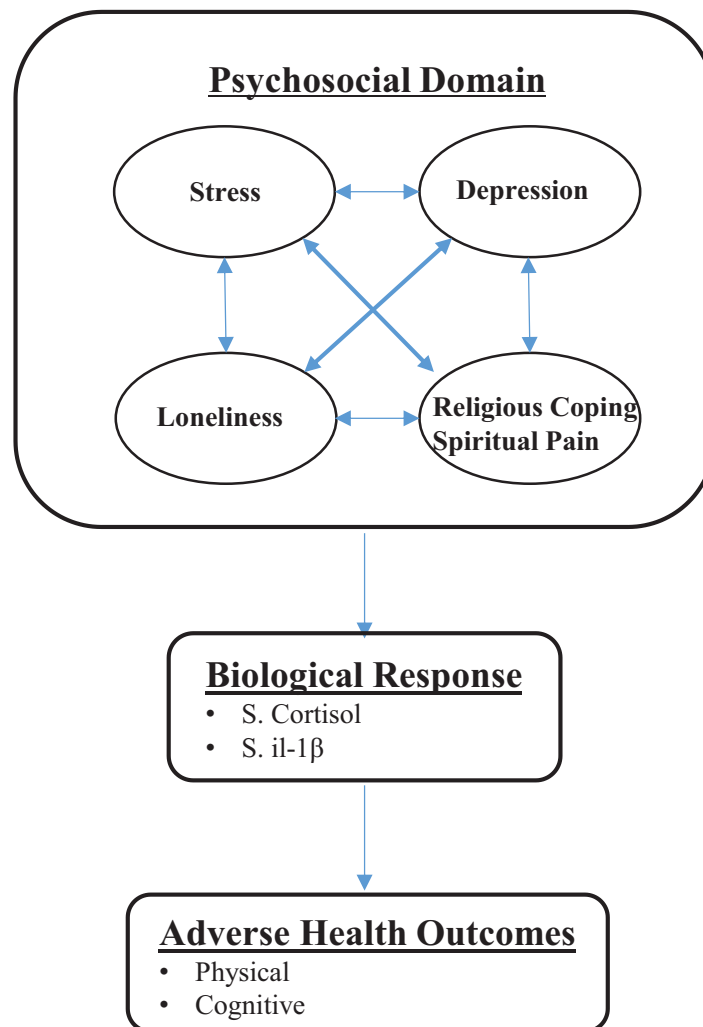 Psychosocial Domain
Stress
Depression
Loneliness
Religious Coping
Spiritual Pain
Biological Response
• S. Cortisol
• S. il-1β
Adverse Health Outcomes
• Physical
• Cognitive